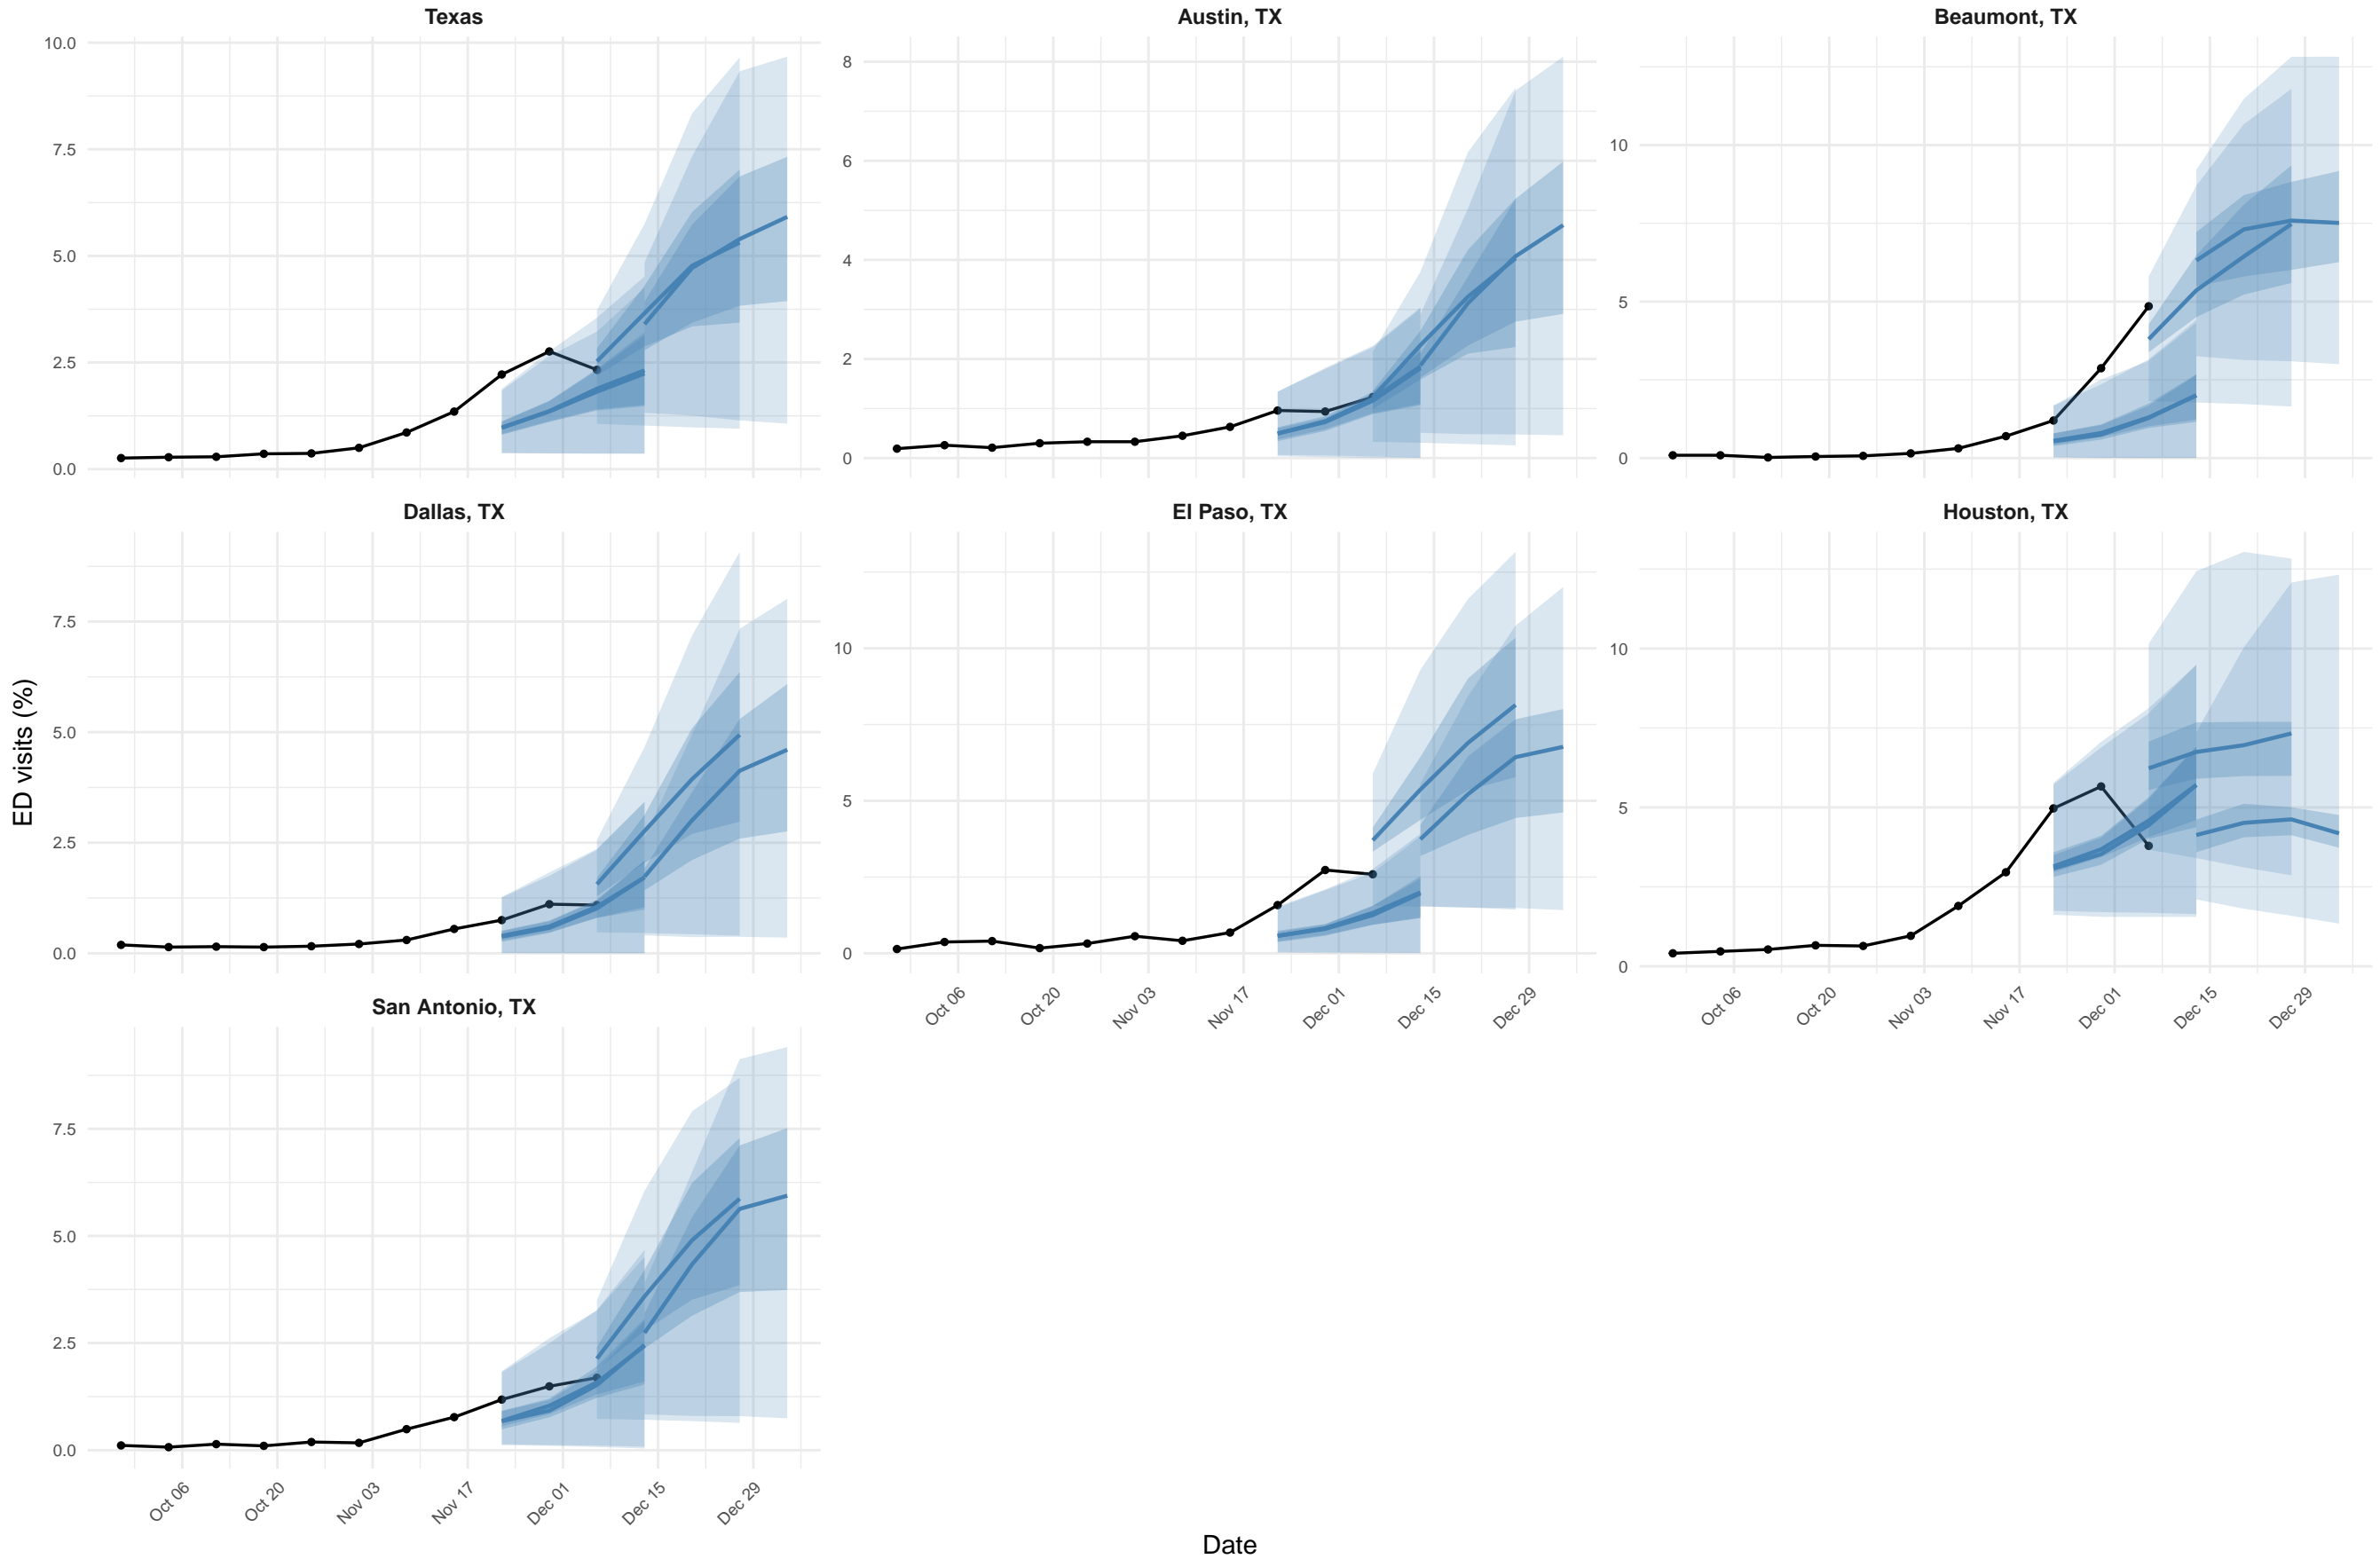 Texas
Austin, TX
Beaumont, TX
10.0
7.5
5.0
2.5
0.0
8
6
4
2
0
10
5
0
Dallas, TX
El Paso, TX
Houston, TX
ED visits (%)
7.5
5.0
2.5
0.0
10
5
0
10
5
0
Oct 06
Oct 20
Nov 03
Nov 17
Dec 01
Dec 15
Dec 29
Oct 06
Oct 20
Nov 03
Nov 17
Dec 01
Dec 15
Dec 29
San Antonio, TX
7.5
5.0
2.5
0.0
Oct 06
Oct 20
Nov 03
Nov 17
Dec 01
Dec 15
Dec 29
Date